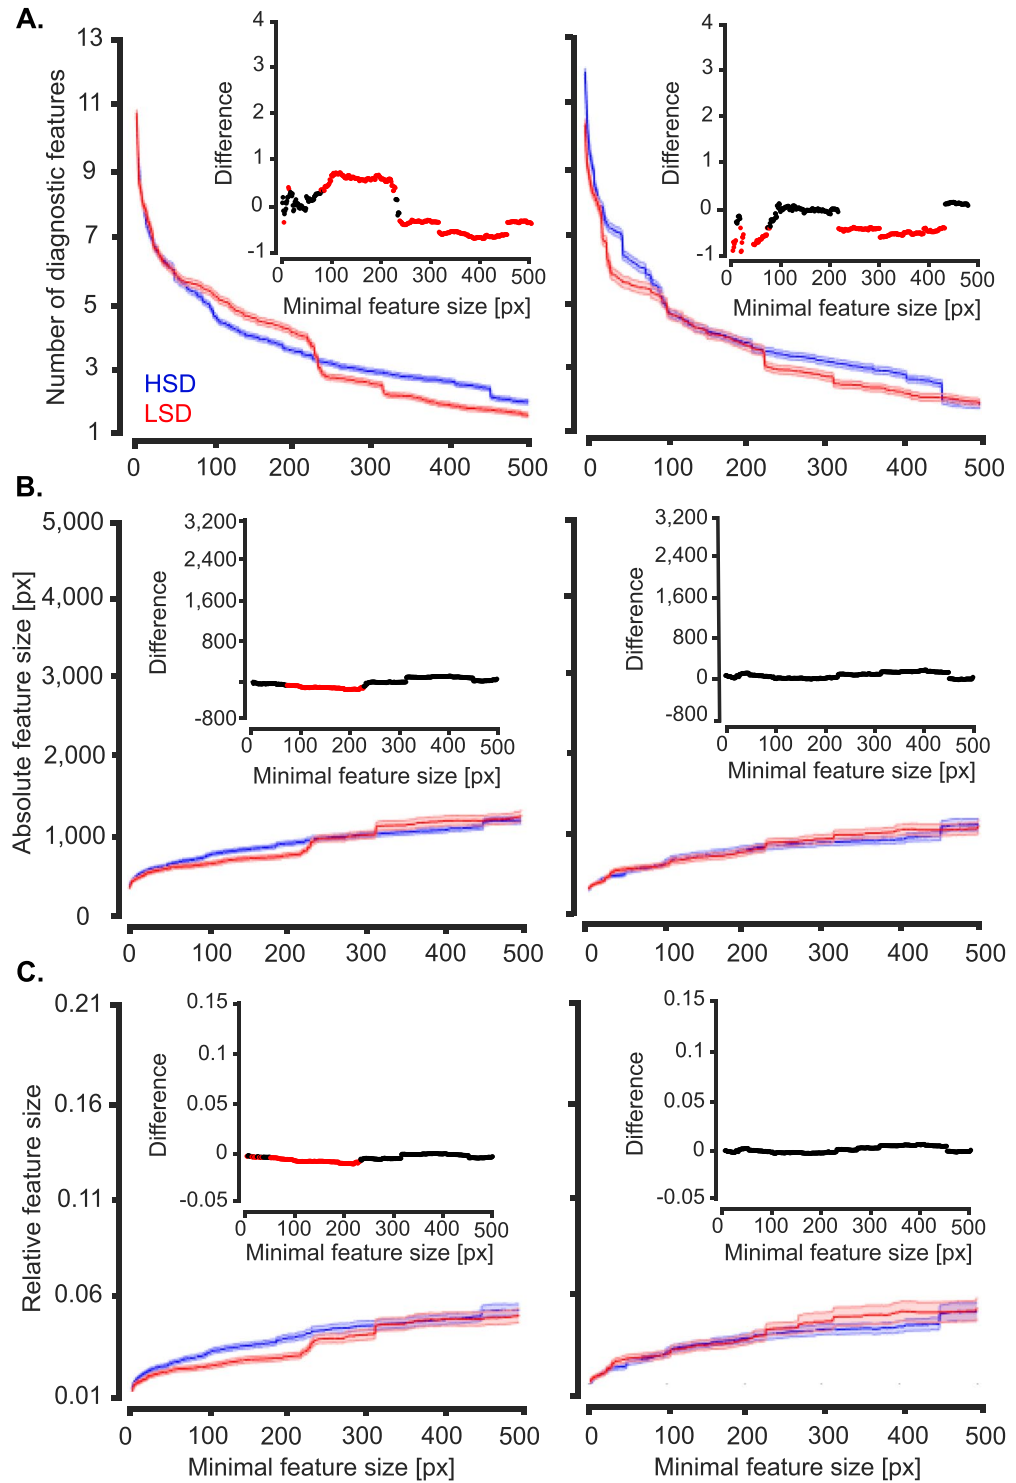 A.
13
11
9
7
5
3
1
Number of diagnostic features
HSD
LSD
0 100 200 300 400 500
4
3
2
1
0
-1
Difference
0 100 200 300 400 500
Minimal feature size [px]
0 100 200 300 400 500
4
3
2
1
0
-1
Difference
0 100 200 300 400 500
Minimal feature size [px]
B.
5,000
4,000
3,000
2,000
1,000
0
Absolute feature size [px]
0 100 200 300 400 500
3,200
2,400
1,600
800
-800
Difference
0 100 200 300 400 500
Minimal feature size [px]
0 100 200 300 400 500
3,200
2,400
1,600
800
0
-800
Difference
0 100 200 300 400 500
Minimal feature size [px]
C.
0.21
0.16
0.11
0.06
0.01
Relative feature size
0 100 200 300 400 500
Minimal feature size [px]
0.15
0.1
0.05
0
-0.05
Difference
0 100 200 300 400 500
Minimal feature size [px]
0 100 200 300 400 500
Minimal feature size [px]
0.15
0.1
0.05
0
-0.05
Difference
0 100 200 300 400 500
Minimal feature size [px]